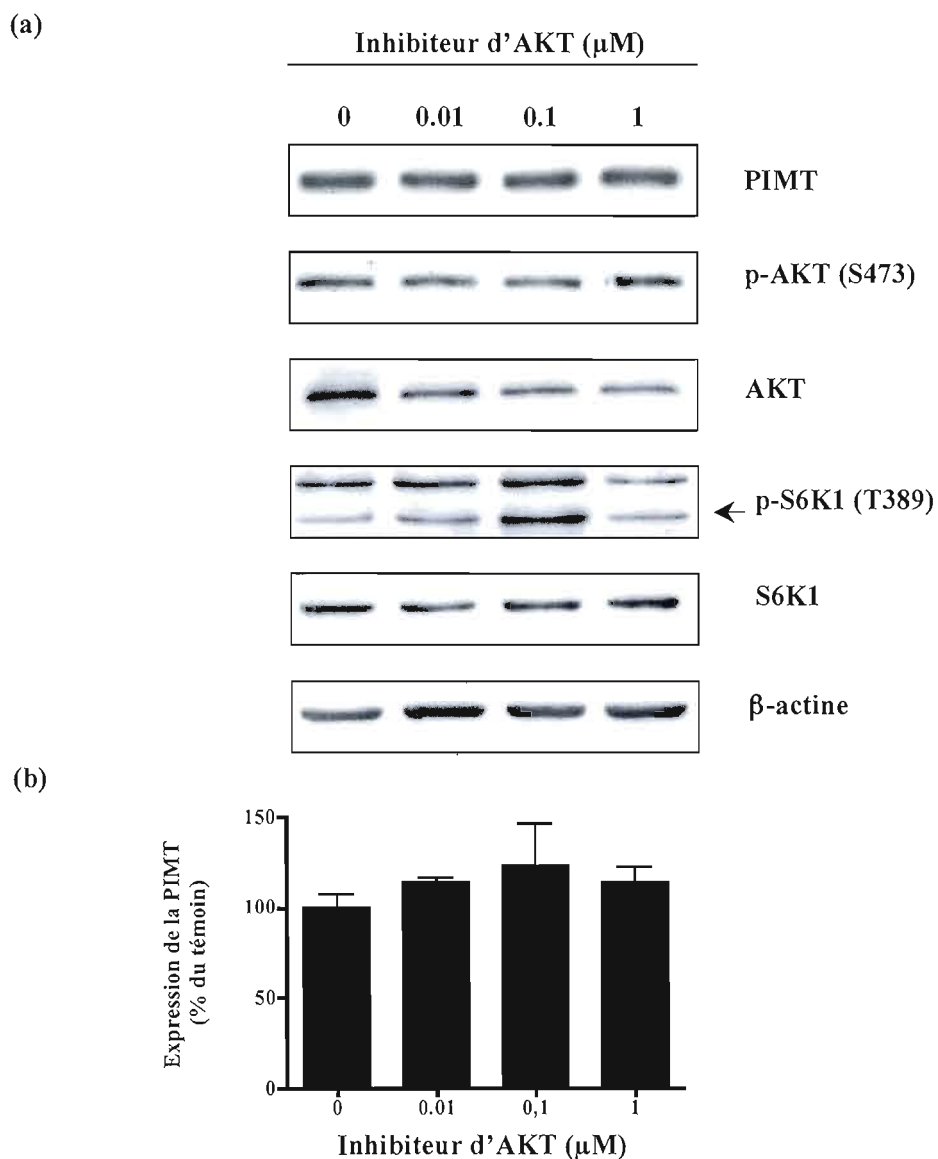 (a)
Inhibiteur d'AKT (µM)
0 0.01 0.1 1
PIMT
p-AKT (S473)
AKT
p-S6K1 (T389)
S6K1
β-actine
(b)
Expression de la PIMT
(% du témoin)
150
100
50
0
0 0.01 0,1 1
Inhibiteur d'AKT (µM)